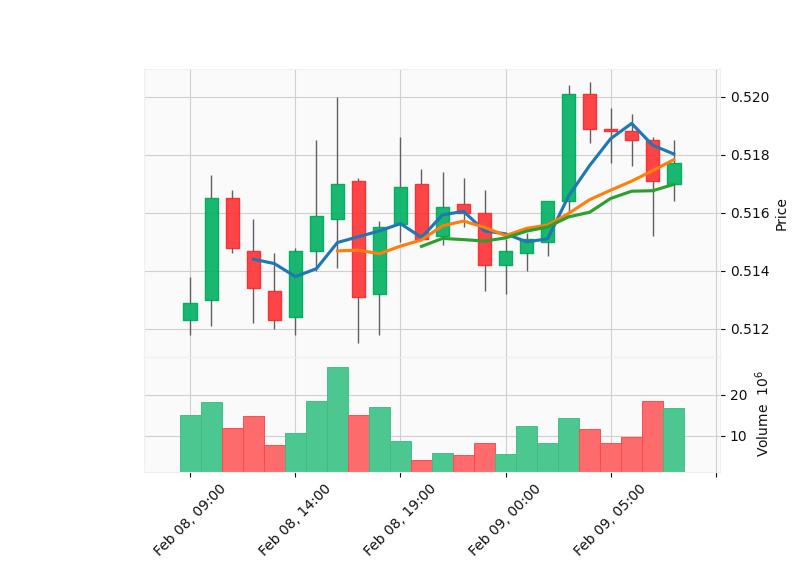 0.520
0.518
0.516
0.514
0.512
Price
20
10
Volume 10^6
Feb 08, 09:00
Feb 08, 14:00
Feb 08, 19:00
Feb 09, 00:00
Feb 09, 05:00